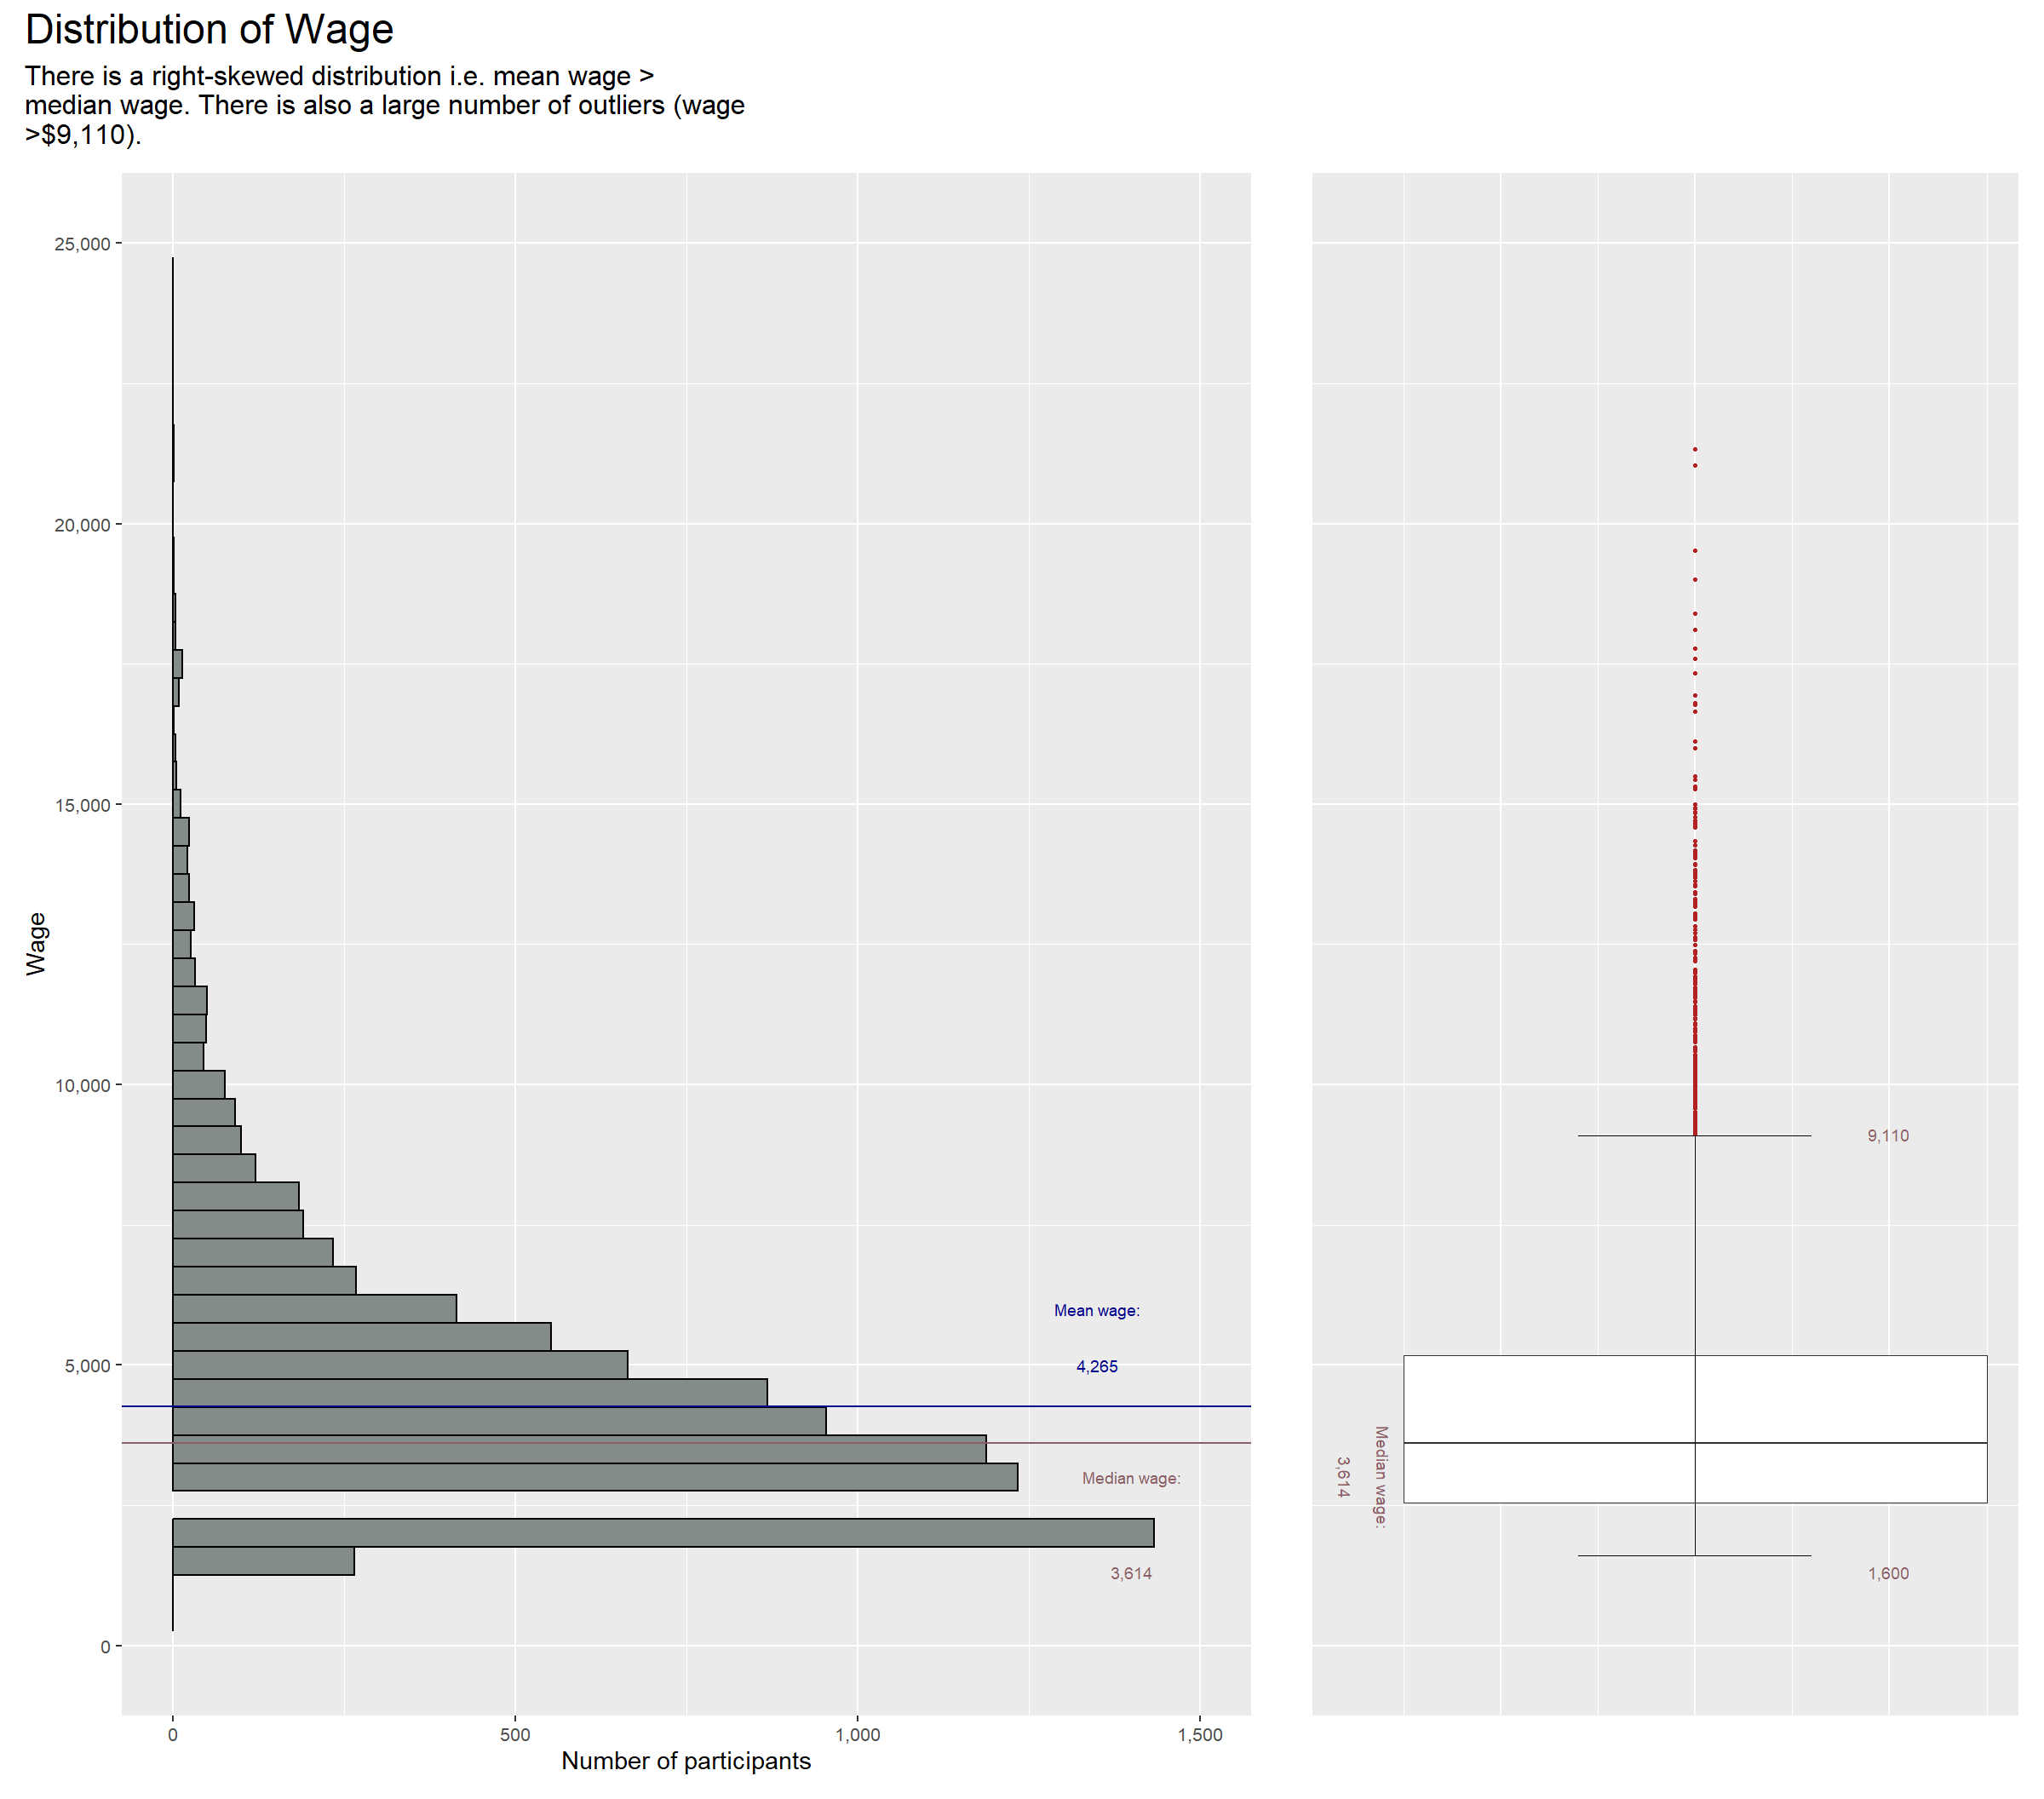 Distribution of Wage
There is a right-skewed distribution i.e. mean wage >
median wage. There is also a large number of outliers (wage
>$9,110).
25,000
20,000
15,000
10,000
5,000
0
Wage
Mean wage:
4,265
Median wage:
3,614
0
500
1,000
1,500
Number of participants
9,110
Median wage:
3,614
1,600